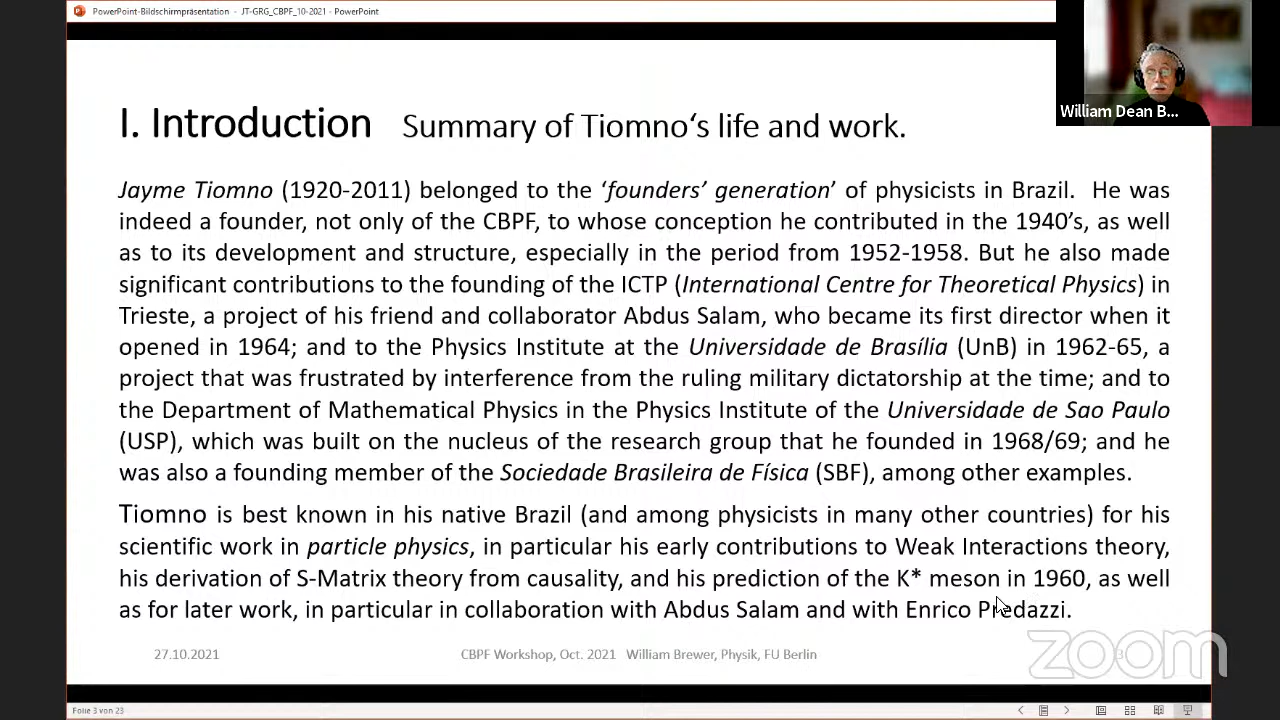 PowerPoint-Bildschirmpräsentation - JT-GRG_CBPF_10-2021 - PowerPoint
William Dean B...
I. Introduction Summary of Tiomno‘s life and work.
Jayme Tiomno (1920-2011) belonged to the ‘founders’ generation’ of physicists in Brazil. He was
indeed a founder, not only of the CBPF, to whose conception he contributed in the 1940’s, as well
as to its development and structure, especially in the period from 1952-1958. But he also made
significant contributions to the founding of the ICTP (International Centre for Theoretical Physics) in
Trieste, a project of his friend and collaborator Abdus Salam, who became its first director when it
opened in 1964; and to the Physics Institute at the Universidade de Brasília (UnB) in 1962-65, a
project that was frustrated by interference from the ruling military dictatorship at the time; and to
the Department of Mathematical Physics in the Physics Institute of the Universidade de Sao Paulo
(USP), which was built on the nucleus of the research group that he founded in 1968/69; and he
was also a founding member of the Sociedade Brasileira de Física (SBF), among other examples.
Tiomno is best known in his native Brazil (and among physicists in many other countries) for his
scientific work in particle physics, in particular his early contributions to Weak Interactions theory,
his derivation of S-Matrix theory from causality, and his prediction of the K* meson in 1960, as well
as for later work, in particular in collaboration with Abdus Salam and with Enrico Predazzi.
27.10.2021 CBPF Workshop, Oct. 2021 William Brewer, Physik, FU Berlin 3
zoom
Folie 3 von 23